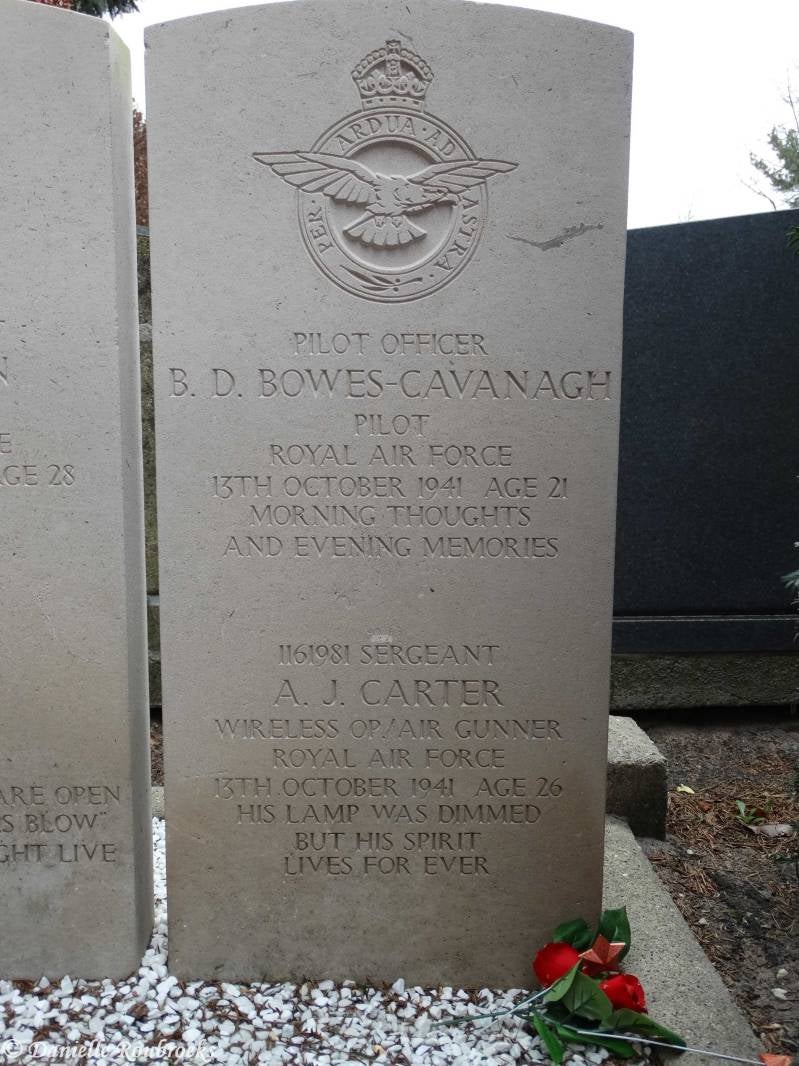 PER · ARDUA · AD ASTRA ·
PILOT OFFICER
B. D. BOWES-CAVANAGH
PILOT
ROYAL AIR FORCE
13TH OCTOBER 1941 AGE 21
MORNING THOUGHTS
AND EVENING MEMORIES
1161981 SERGEANT
A. J. CARTER
WIRELESS OP./AIR GUNNER
ROYAL AIR FORCE
13TH OCTOBER 1941 AGE 26
HIS LAMP WAS DIMMED
BUT HIS SPIRIT
LIVES FOR EVER
N
E
AGE 28
ARE OPEN
S BLOW"
GHT LIVE
© Danielle Roubroeks